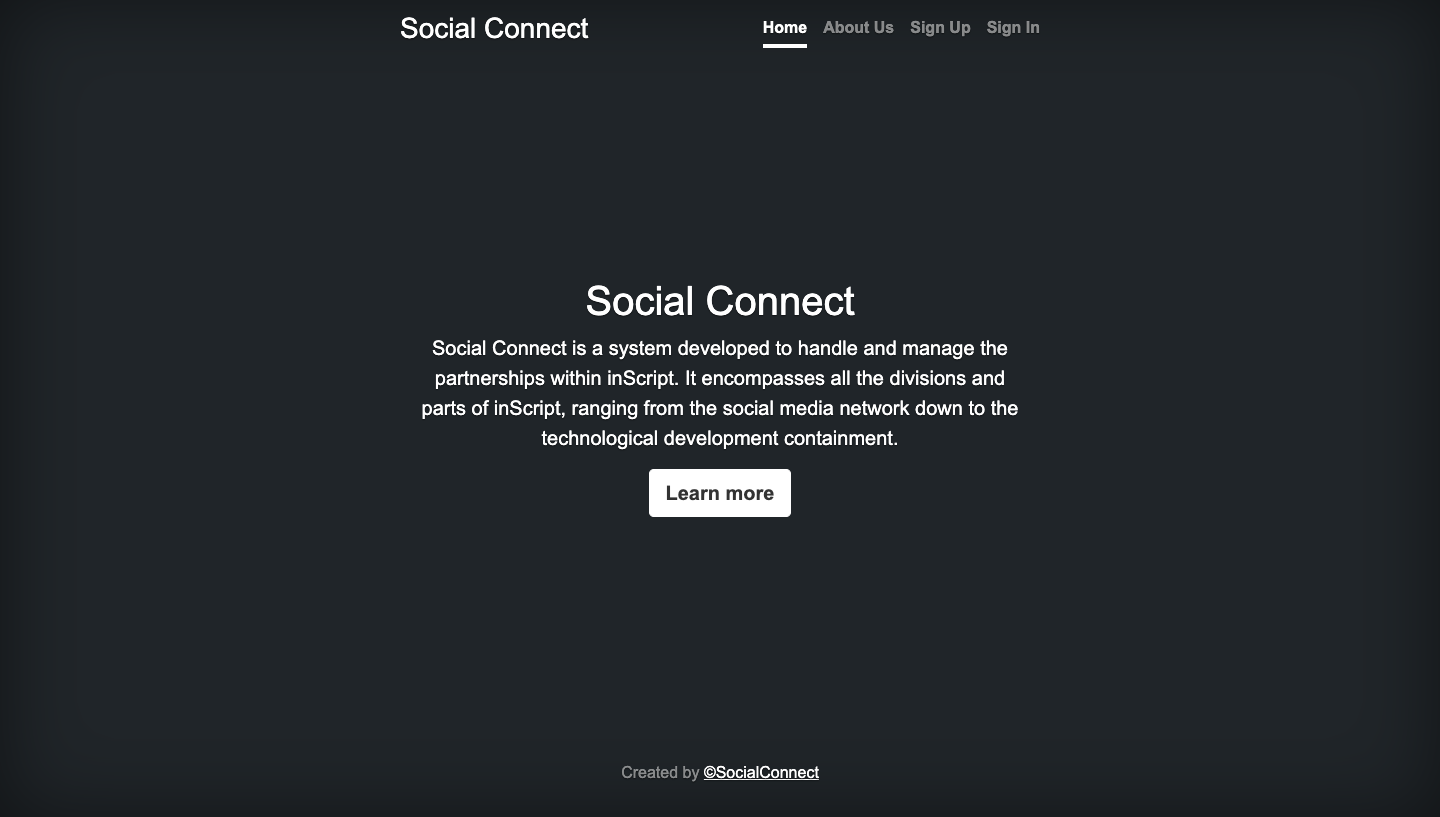 Social Connect
Home About Us Sign Up Sign In
Social Connect
Social Connect is a system developed to handle and manage the
partnerships within inScript. It encompasses all the divisions and
parts of inScript, ranging from the social media network down to the
technological development containment.
Learn more
Created by ©SocialConnect